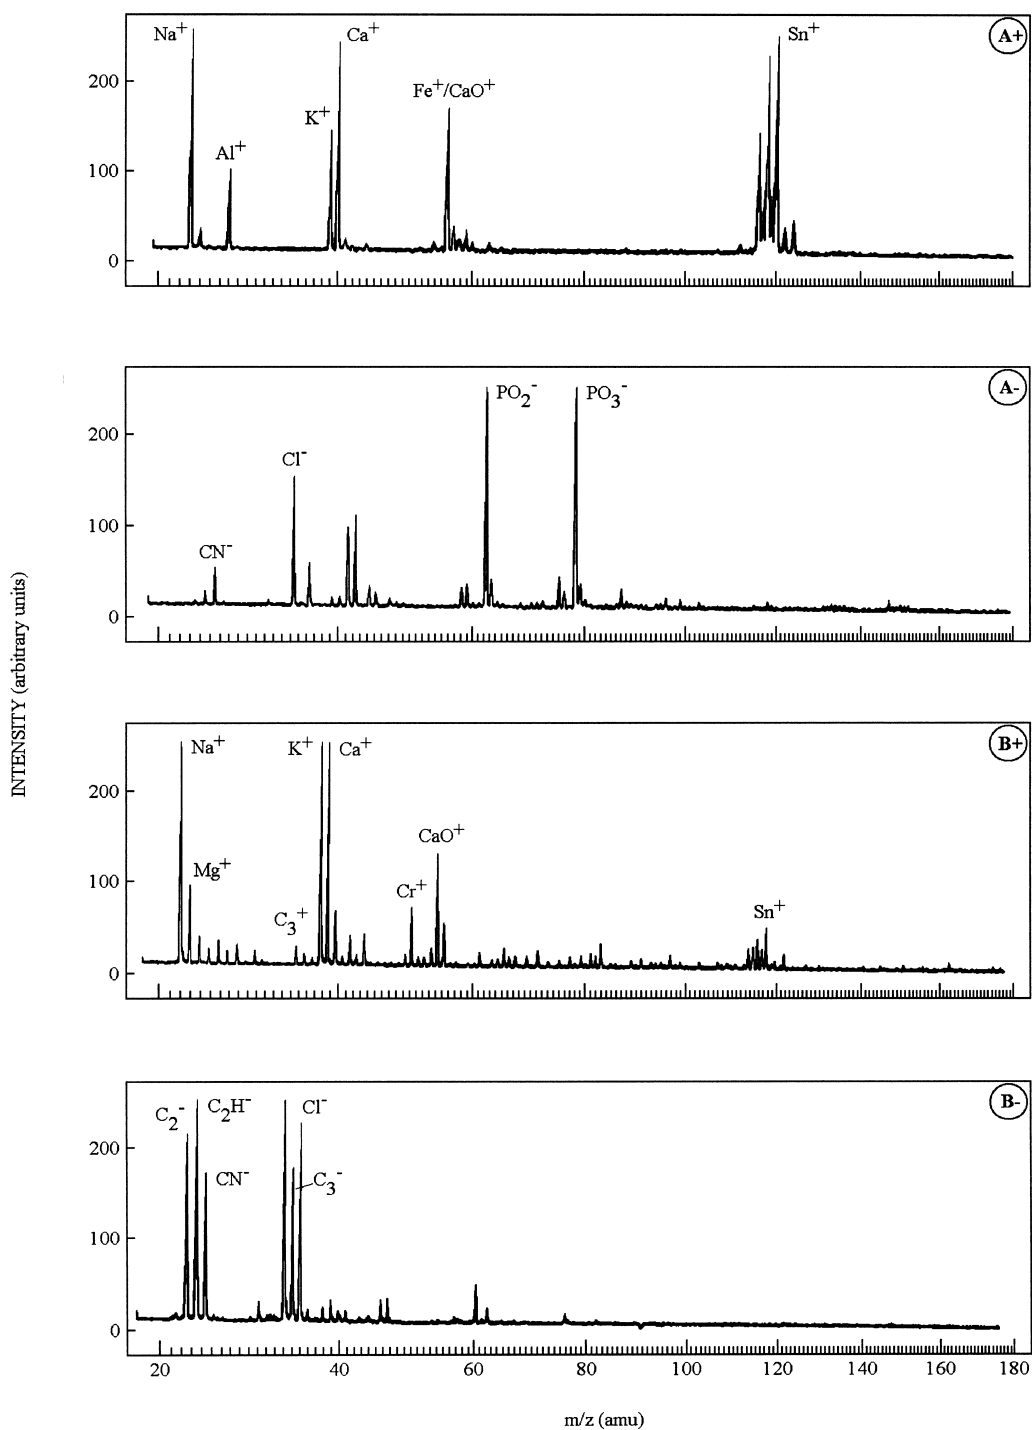 INTENSITY (arbitrary units)
A+
Na⁺
Al⁺
K⁺
Ca⁺
Fe⁺/CaO⁺
Sn⁺
200
100
0
A-
CN⁻
Cl⁻
PO₂⁻
PO₃⁻
200
100
0
B+
Na⁺
Mg⁺
C₃⁺
K⁺
Ca⁺
Cr⁺
CaO⁺
Sn⁺
200
100
0
B-
C₂⁻
C₂H⁻
CN⁻
Cl⁻
C₃⁻
200
100
0
20 40 60 80 100 120 140 160 180
m/z (amu)